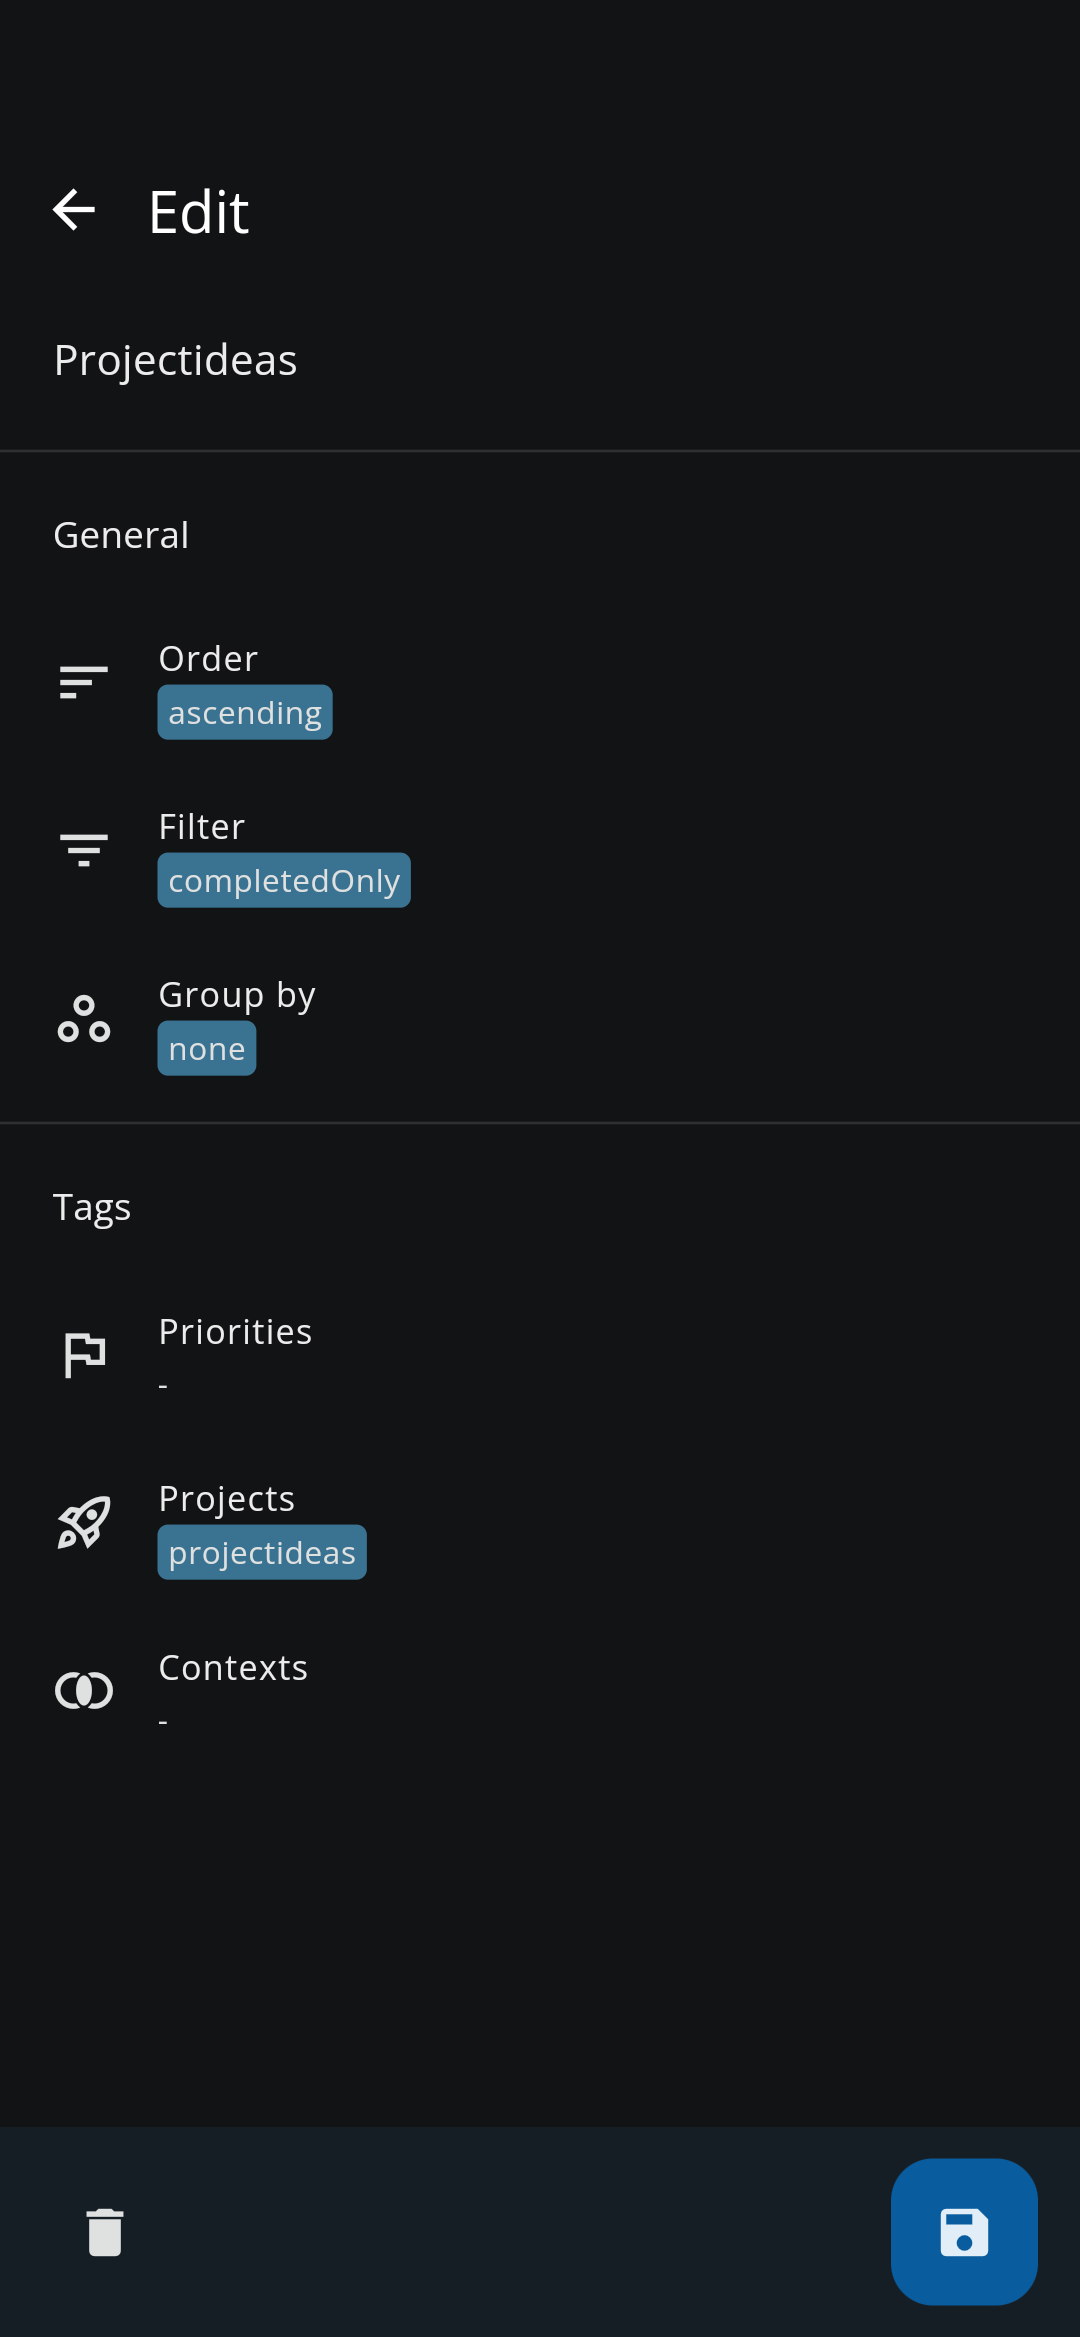 Edit
Projectideas
General
Order
ascending
Filter
completedOnly
Group by
none
Tags
Priorities
-
Projects
projectideas
Contexts
-